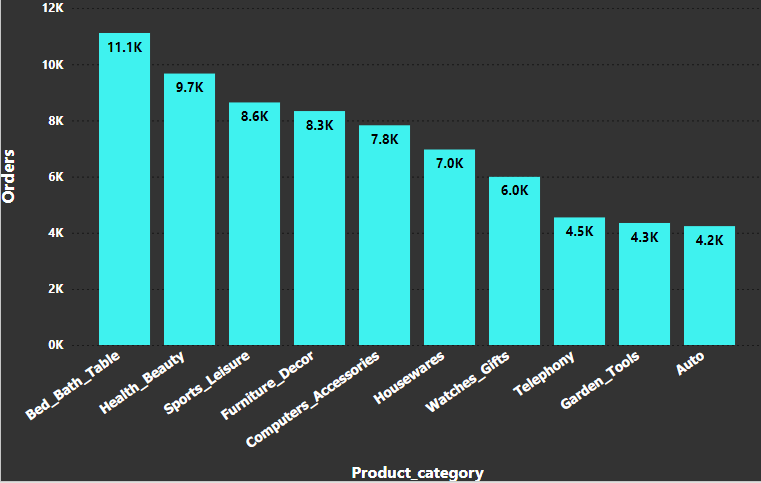 12K
10K
8K
6K
4K
2K
0K
Orders
11.1K
9.7K
8.6K
8.3K
7.8K
7.0K
6.0K
4.5K
4.3K
4.2K
Bed_Bath_Table
Health_Beauty
Sports_Leisure
Furniture_Decor
Computers_Accessories
Housewares
Watches_Gifts
Telephony
Garden_Tools
Auto
Product_category